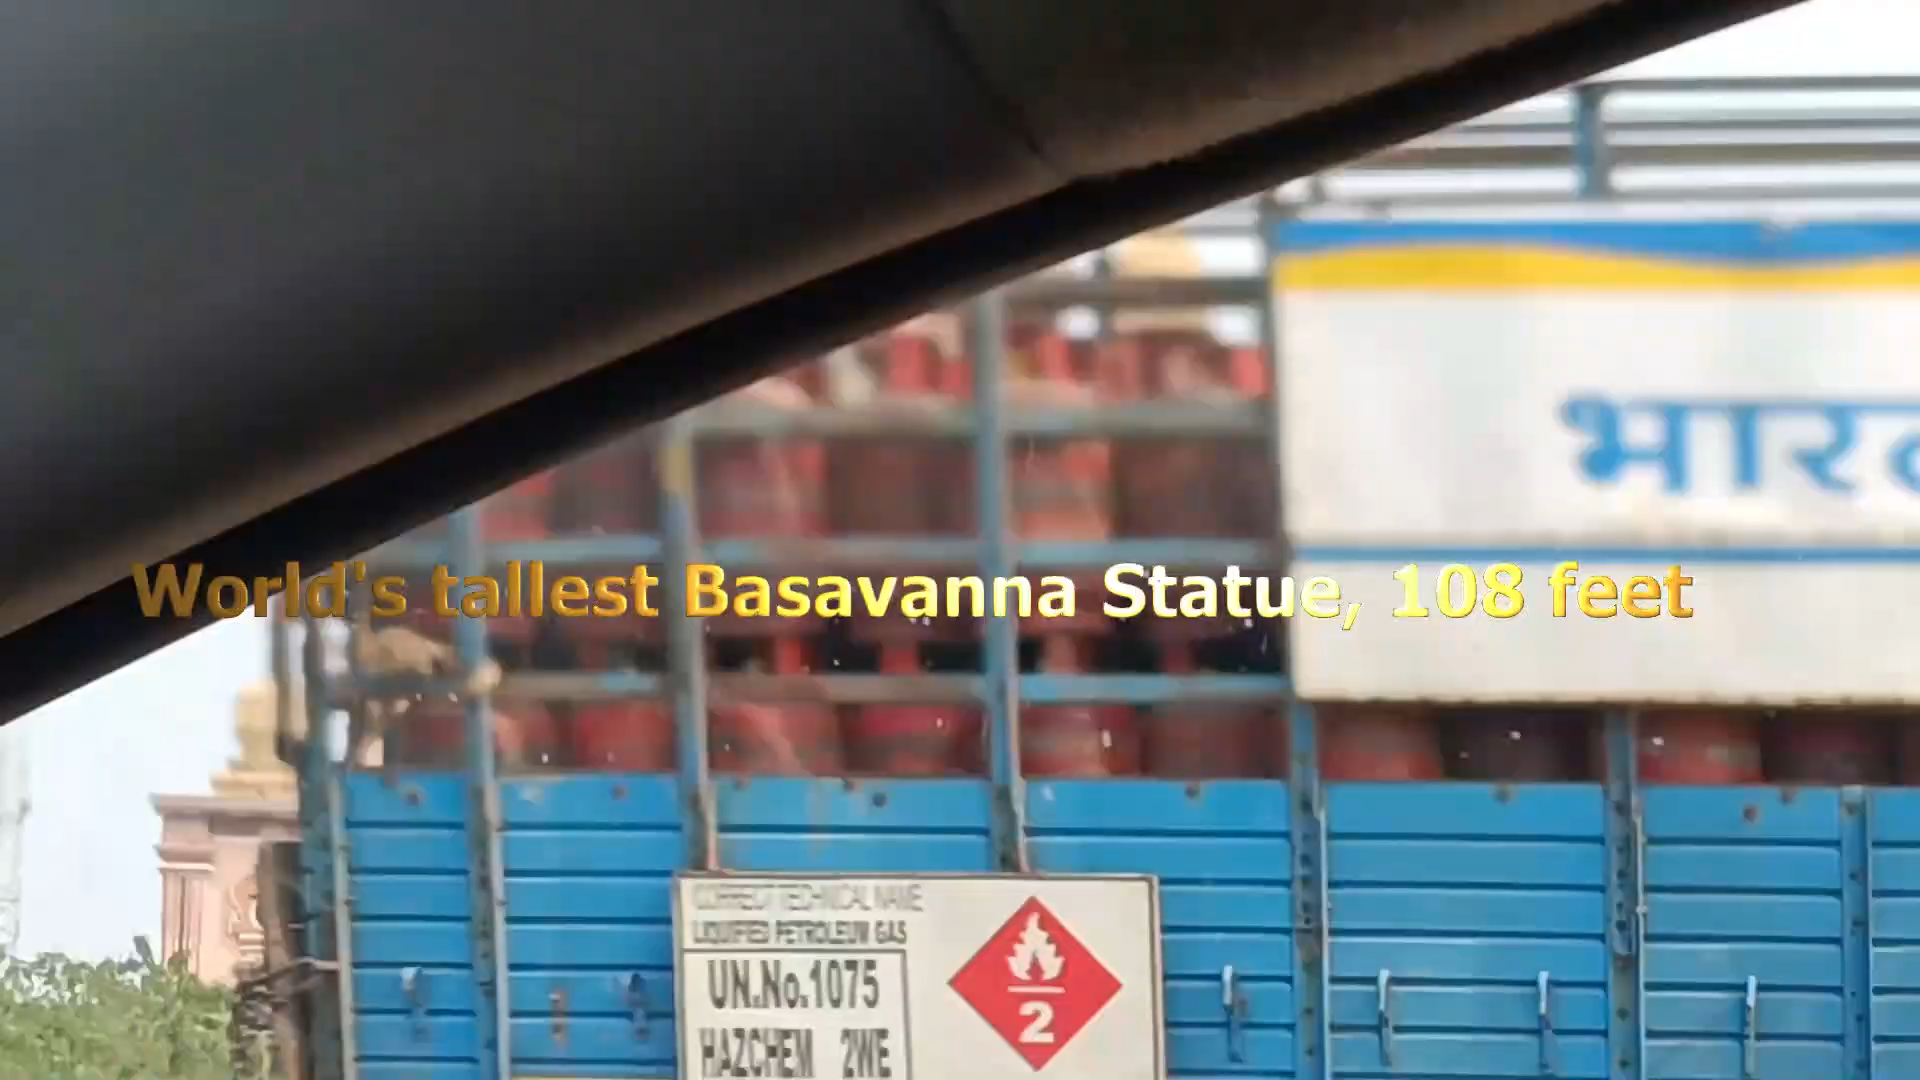 भारत
World's tallest Basavanna Statue, 108 feet
CORRECT TECHNICAL NAME
LIQUIFIED PETROLEUM GAS
UN.No.1075
HAZCHEM 2WE
2